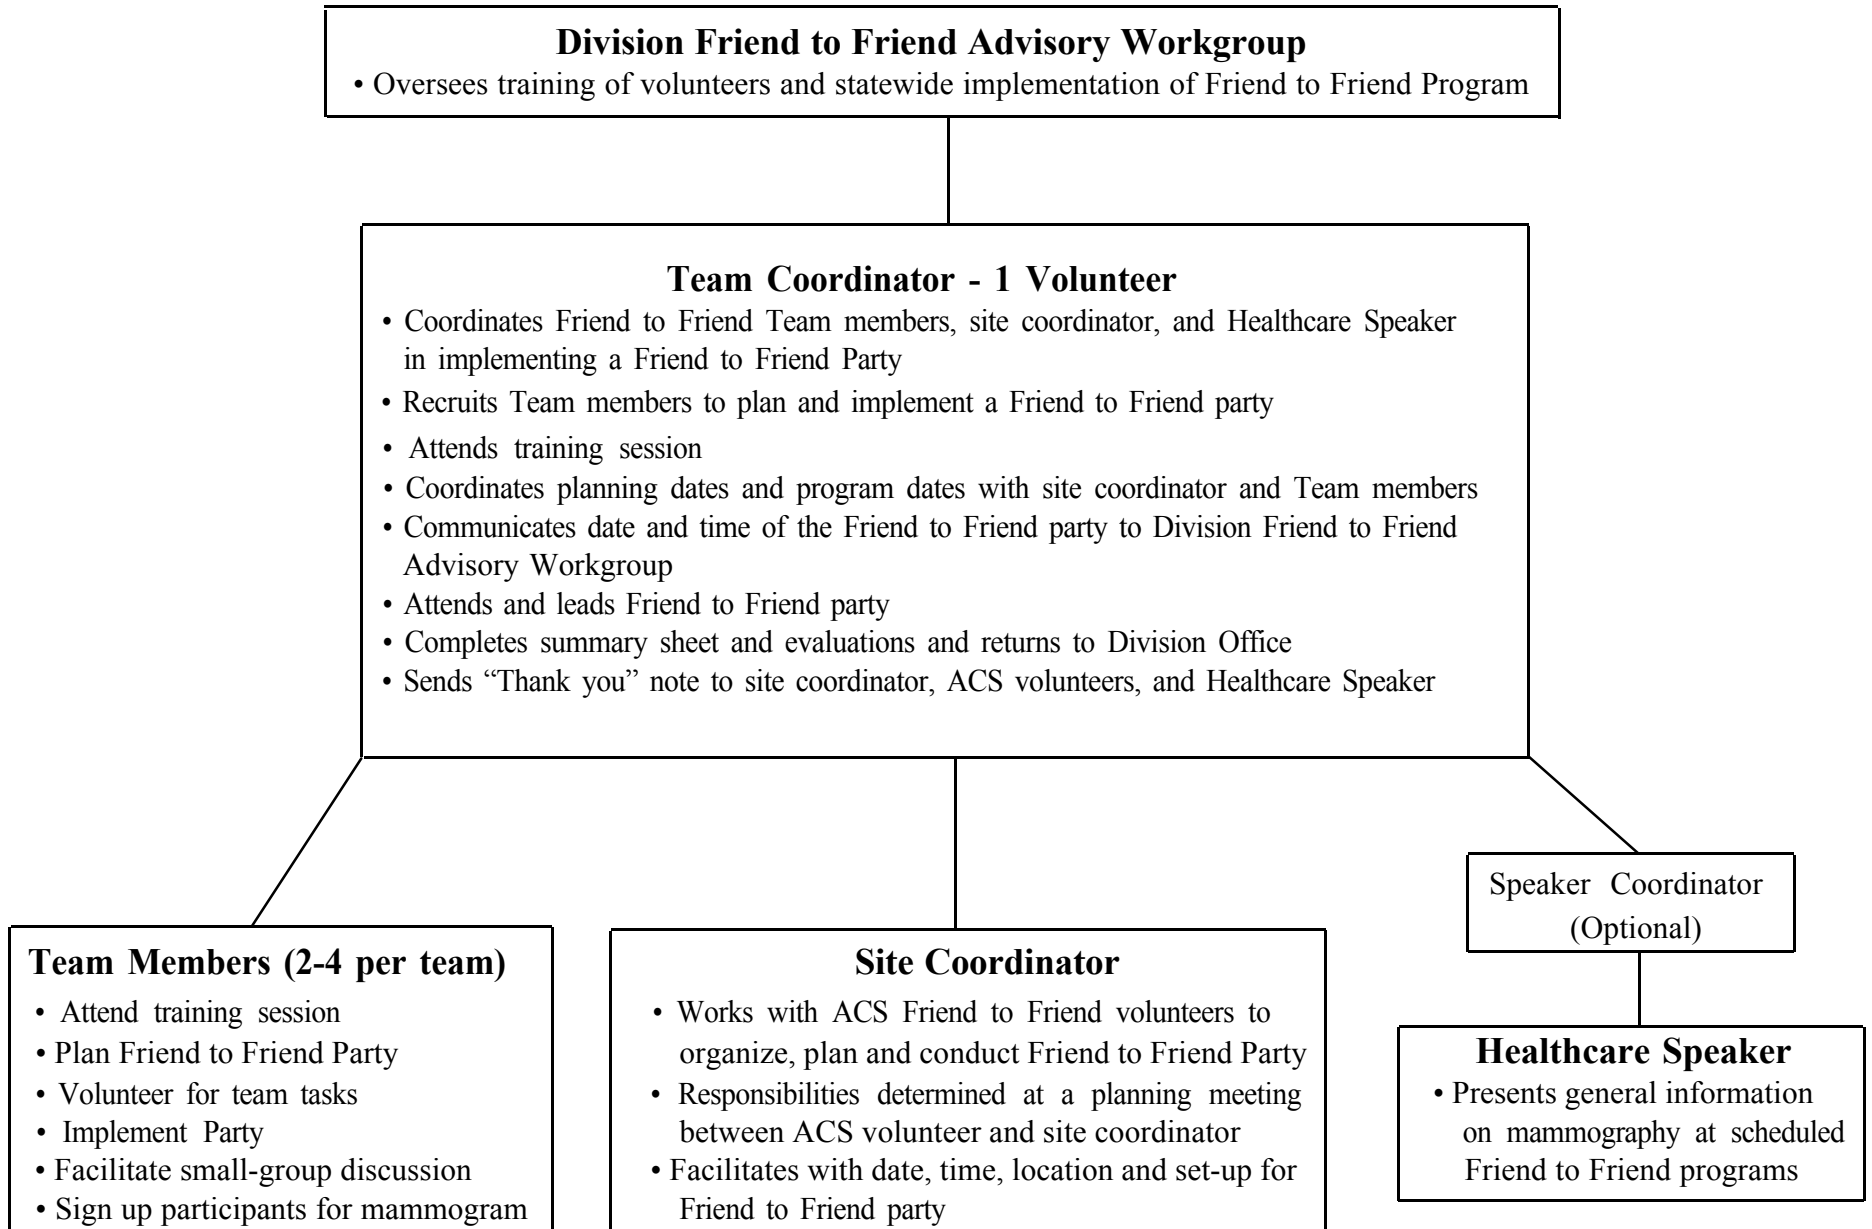 Division Friend to Friend Advisory Workgroup
• Oversees training of volunteers and statewide implementation of Friend to Friend Program
Team Coordinator - 1 Volunteer
• Coordinates Friend to Friend Team members, site coordinator, and Healthcare Speaker
in implementing a Friend to Friend Party
• Recruits Team members to plan and implement a Friend to Friend party
• Attends training session
• Coordinates planning dates and program dates with site coordinator and Team members
• Communicates date and time of the Friend to Friend party to Division Friend to Friend
Advisory Workgroup
• Attends and leads Friend to Friend party
• Completes summary sheet and evaluations and returns to Division Office
• Sends “Thank you” note to site coordinator, ACS volunteers, and Healthcare Speaker
Team Members (2-4 per team)
• Attend training session
• Plan Friend to Friend Party
• Volunteer for team tasks
• Implement Party
• Facilitate small-group discussion
• Sign up participants for mammogram
Site Coordinator
• Works with ACS Friend to Friend volunteers to
organize, plan and conduct Friend to Friend Party
• Responsibilities determined at a planning meeting
between ACS volunteer and site coordinator
• Facilitates with date, time, location and set-up for
Friend to Friend party
Speaker Coordinator
(Optional)
Healthcare Speaker
• Presents general information
on mammography at scheduled
Friend to Friend programs